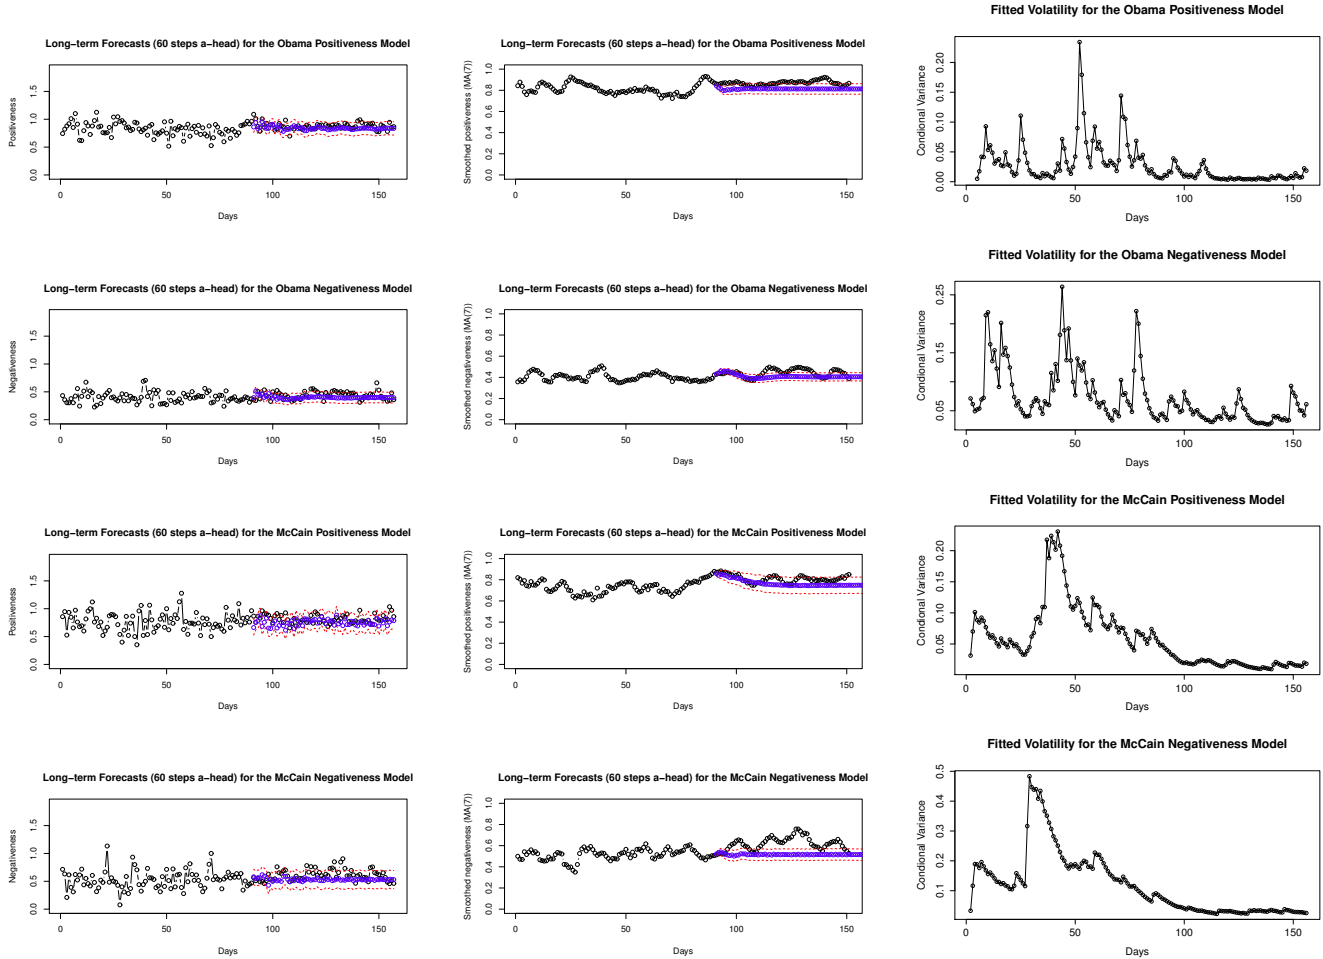 Fitted Volatility for the Obama Positiveness Model
Long−term Forecasts (60 steps a−head) for the Obama Positiveness Model
Long−term Forecasts (60 steps a−head) for the Obama Positiveness Model
Positiveness
0.0 0.5 1.0 1.5
0 50 100 150
Days
Smoothed positiveness (MA(7))
0.0 0.2 0.4 0.6 0.8 1.0
0 50 100 150
Days
Condional Variance
0.00 0.05 0.10 0.15 0.20
0 50 100 150
Days
Fitted Volatility for the Obama Negativeness Model
Long−term Forecasts (60 steps a−head) for the Obama Negativeness Model
Long−term Forecasts (60 steps a−head) for the Obama Negativeness Model
Negativeness
0.0 0.5 1.0 1.5
0 50 100 150
Days
Smoothed negativeness (MA(7))
0.0 0.2 0.4 0.6 0.8 1.0
0 50 100 150
Days
Condional Variance
0.05 0.15 0.25
0 50 100 150
Days
Fitted Volatility for the McCain Positiveness Model
Long−term Forecasts (60 steps a−head) for the McCain Positiveness Model
Long−term Forecasts (60 steps a−head) for the McCain Positiveness Model
Positiveness
0.0 0.5 1.0 1.5
0 50 100 150
Days
Smoothed positiveness (MA(7))
0.0 0.2 0.4 0.6 0.8 1.0
0 50 100 150
Days
Condional Variance
0.05 0.10 0.15 0.20
0 50 100 150
Days
Fitted Volatility for the McCain Negativeness Model
Long−term Forecasts (60 steps a−head) for the McCain Negativeness Model
Long−term Forecasts (60 steps a−head) for the McCain Negativeness Model
Negativeness
0.0 0.5 1.0 1.5
0 50 100 150
Days
Smoothed negativeness (MA(7))
0.0 0.2 0.4 0.6 0.8 1.0
0 50 100 150
Days
Condional Variance
0.1 0.2 0.3 0.4 0.5
0 50 100 150
Days